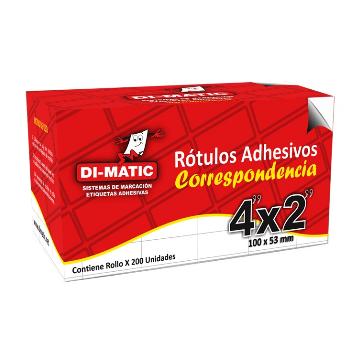 DI-MATIC
DI-MATIC
SISTEMAS DE MARCACIÓN
ETIQUETAS ADHESIVAS
Rótulos Adhesivos
Correspondencia
4”x2”
100 x 53 mm
Contiene Rollo X 200 Unidades